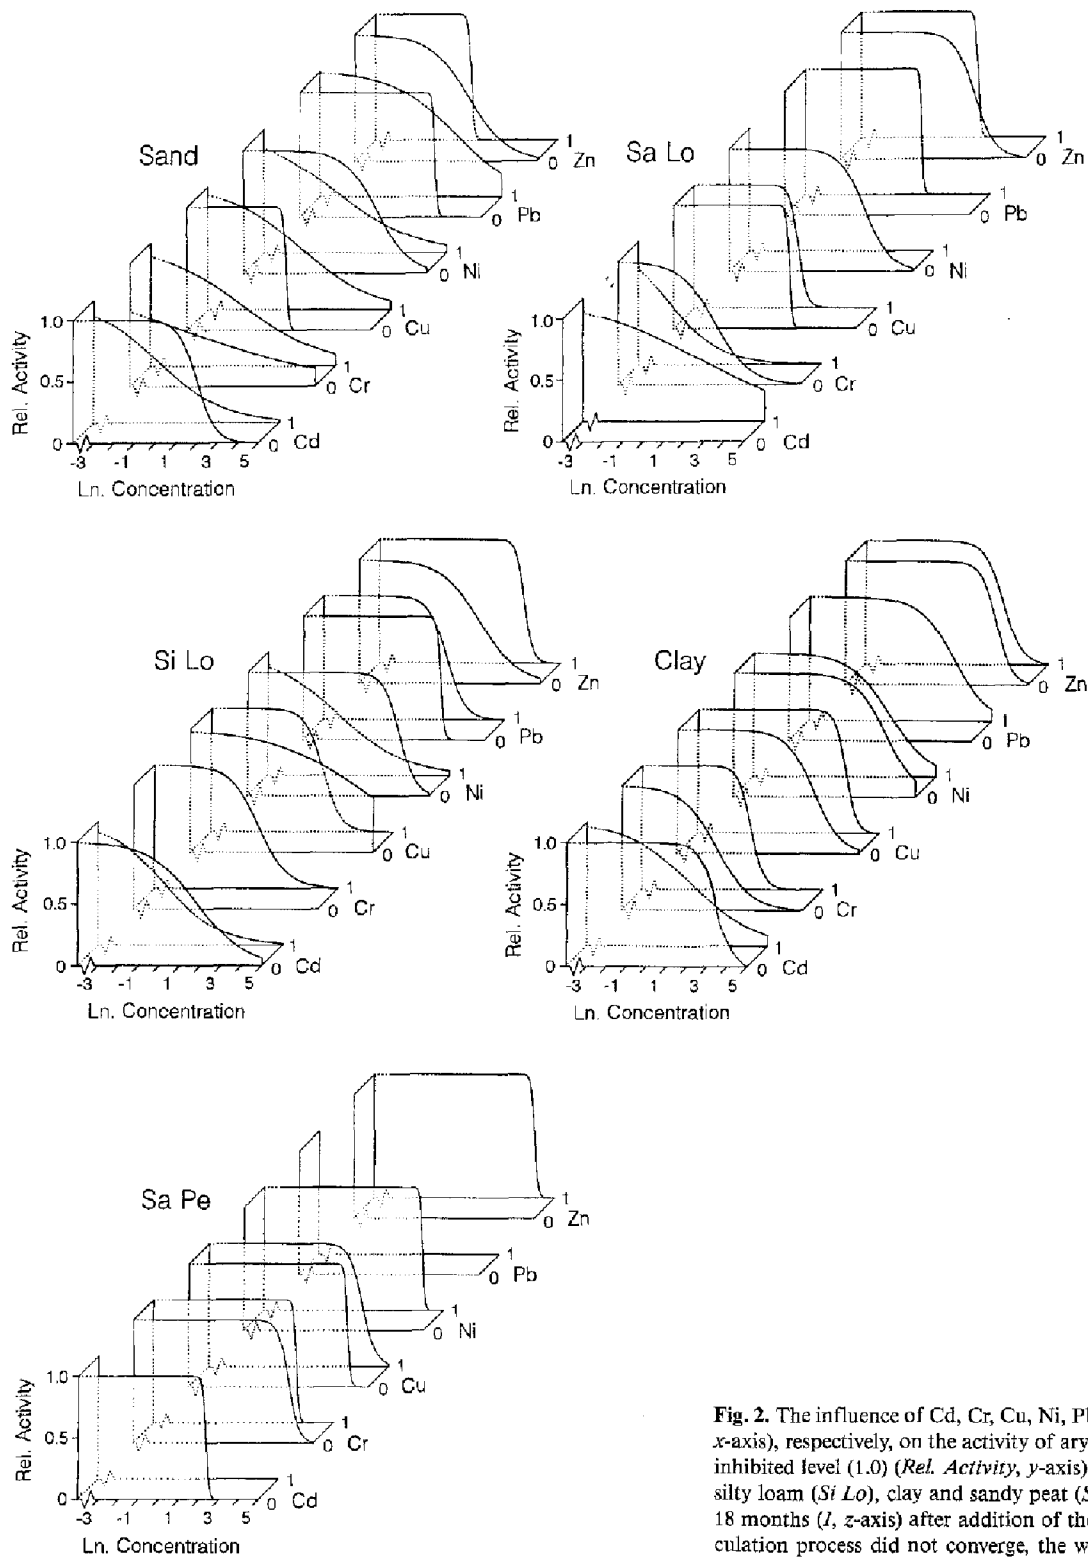 Sand
1
Zn
0
1
Pb
0
1
Ni
0
1
Cu
0
1
Cr
0
1
Cd
0
Rel. Activity
1.0
0.5
0
-3 -1 1 3 5
Ln. Concentration
Sa Lo
1
Zn
0
1
Pb
0
1
Ni
0
1
Cu
0
1
Cr
0
1
Cd
0
Rel. Activity
1.0
0.5
0
-3 -1 1 3 5
Ln. Concentration
Si Lo
1
Zn
0
1
Pb
0
1
Ni
0
1
Cu
0
1
Cr
0
1
Cd
0
Rel. Activity
1.0
0.5
0
-3 -1 1 3 5
Ln. Concentration
Clay
1
Zn
0
1
Pb
0
1
Ni
0
1
Cu
0
1
Cr
0
1
Cd
0
Rel. Activity
1.0
0.5
0
-3 -1 1 3 5
Ln. Concentration
Sa Pe
1
Zn
0
1
Pb
0
1
Ni
0
1
Cu
0
1
Cr
0
1
Cd
0
Rel. Activity
1.0
0.5
0
-3 -1 1 3 5
Ln. Concentration
Fig. 2. The influence of Cd, Cr, Cu, Ni,
x-axis), respectively, on the activity of
inhibited level (1.0) (Rel. Activity, y-axis)
silty loam (Si Lo), clay and sandy peat
18 months (1, z-axis) after addition of
culation process did not converge, the